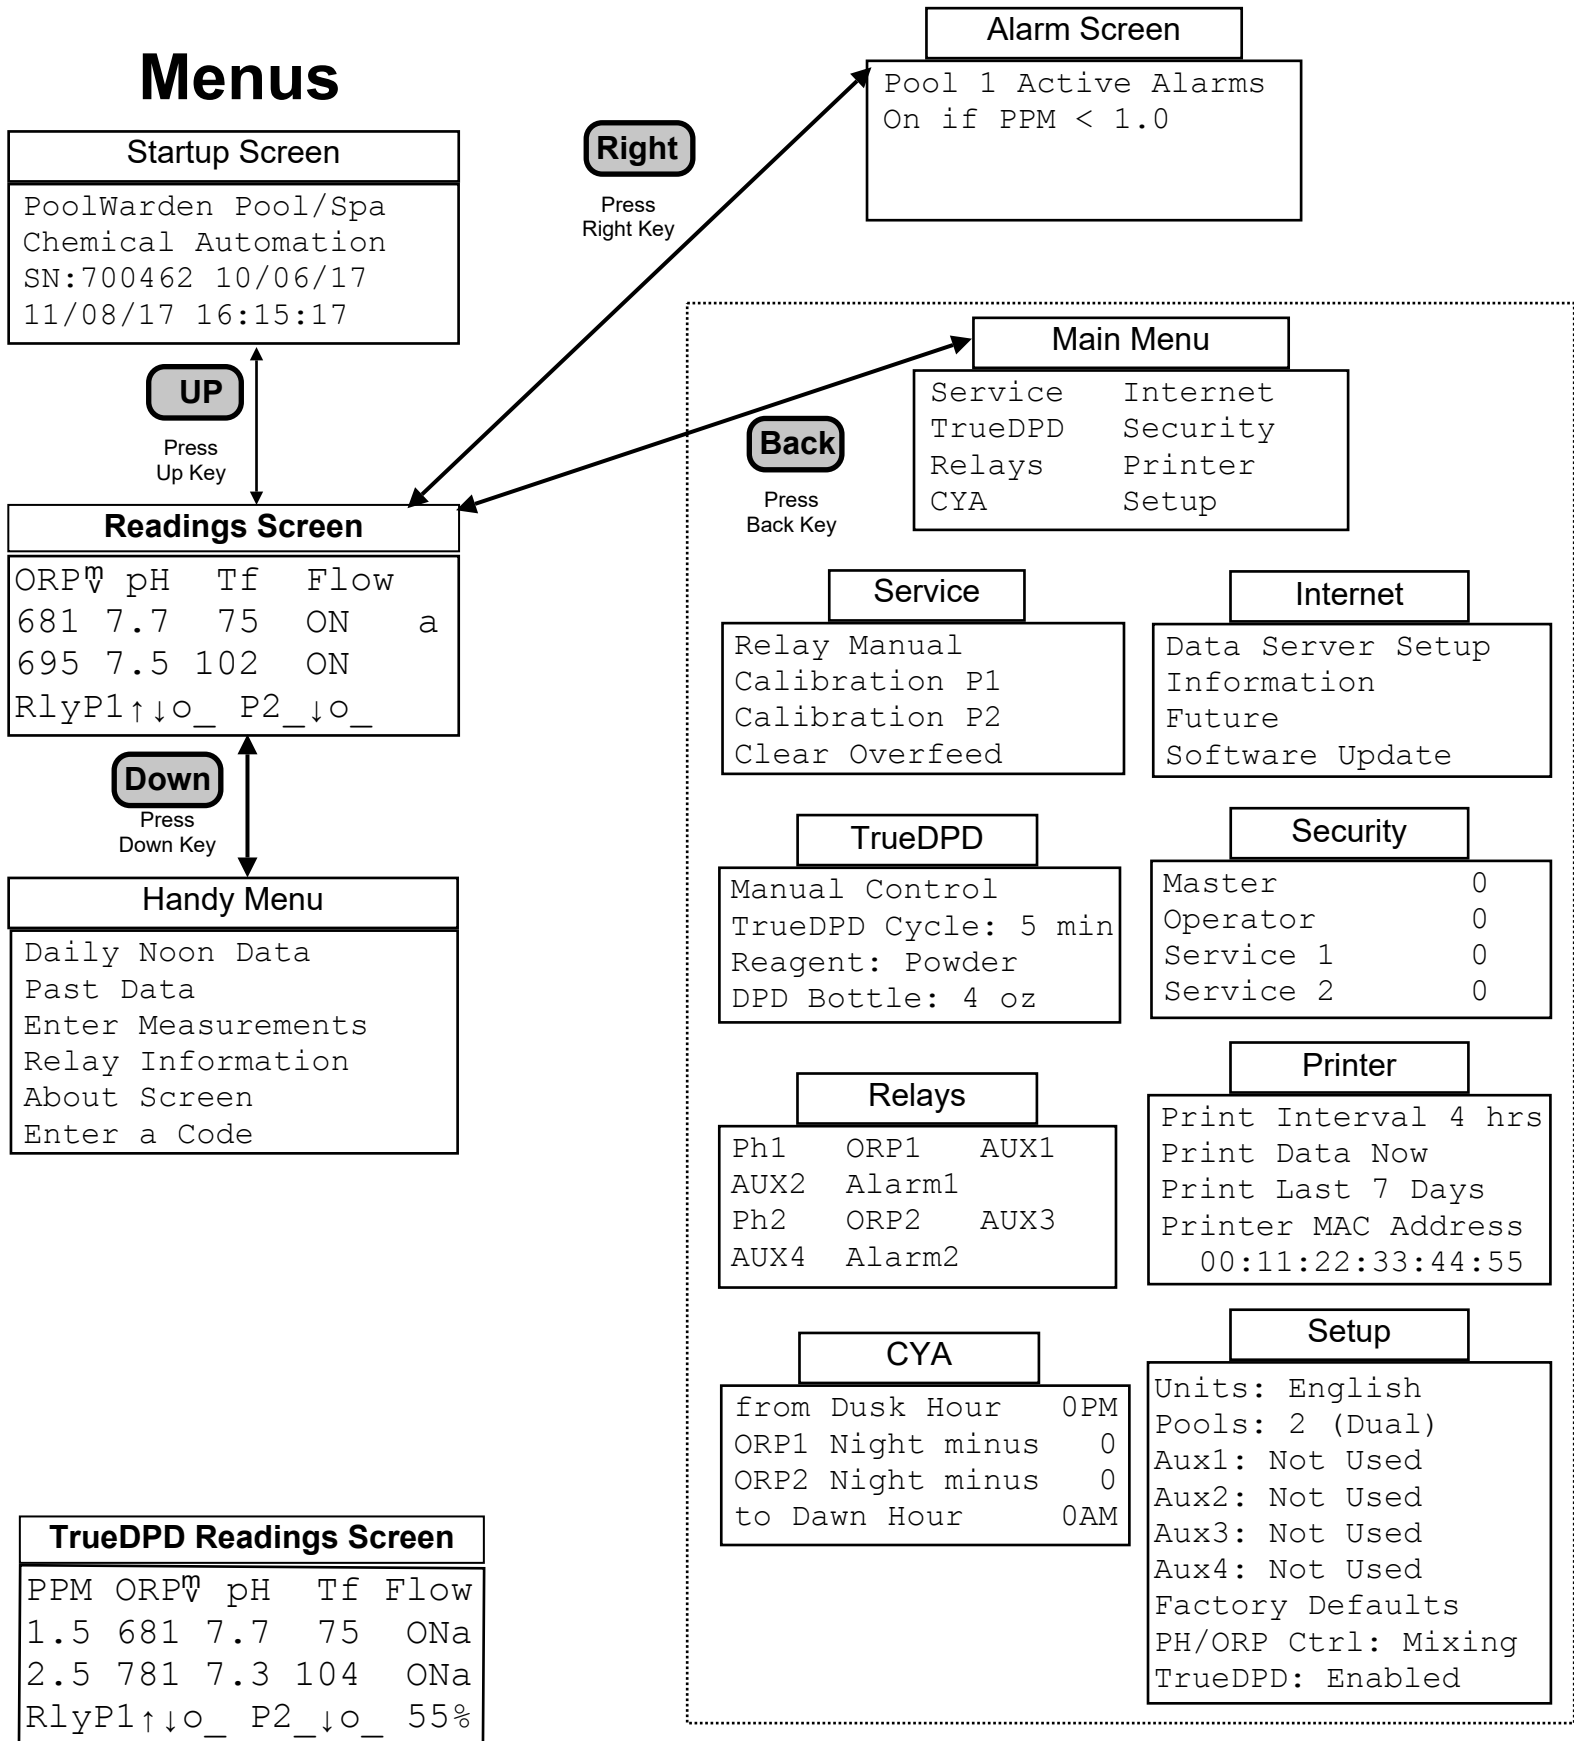 Menus
Startup Screen
PoolWarden Pool/Spa
Chemical Automation
SN:700462 10/06/17
11/08/17 16:15:17
UP
Press
Up Key
Readings Screen
ORPmV pH Tf Flow
681 7.7 75 ON a
695 7.5 102 ON
RlyP1↑↓o_ P2_↓o_
Down
Press
Down Key
Handy Menu
Daily Noon Data
Past Data
Enter Measurements
Relay Information
About Screen
Enter a Code
TrueDPD Readings Screen
PPM ORPmV pH Tf Flow
1.5 681 7.7 75 ONa
2.5 781 7.3 104 ONa
RlyP1↑↓o_ P2_↓o_ 55%
Right
Press
Right Key
Alarm Screen
Pool 1 Active Alarms
On if PPM < 1.0
Back
Press
Back Key
Main Menu
Service Internet
TrueDPD Security
Relays Printer
CYA Setup
Service
Relay Manual
Calibration P1
Calibration P2
Clear Overfeed
Internet
Data Server Setup
Information
Future
Software Update
TrueDPD
Manual Control
TrueDPD Cycle: 5 min
Reagent: Powder
DPD Bottle: 4 oz
Security
Master 0
Operator 0
Service 1 0
Service 2 0
Relays
Ph1 ORP1 AUX1
AUX2 Alarm1
Ph2 ORP2 AUX3
AUX4 Alarm2
Printer
Print Interval 4 hrs
Print Data Now
Print Last 7 Days
Printer MAC Address
00:11:22:33:44:55
CYA
from Dusk Hour 0PM
ORP1 Night minus 0
ORP2 Night minus 0
to Dawn Hour 0AM
Setup
Units: English
Pools: 2 (Dual)
Aux1: Not Used
Aux2: Not Used
Aux3: Not Used
Aux4: Not Used
Factory Defaults
PH/ORP Ctrl: Mixing
TrueDPD: Enabled